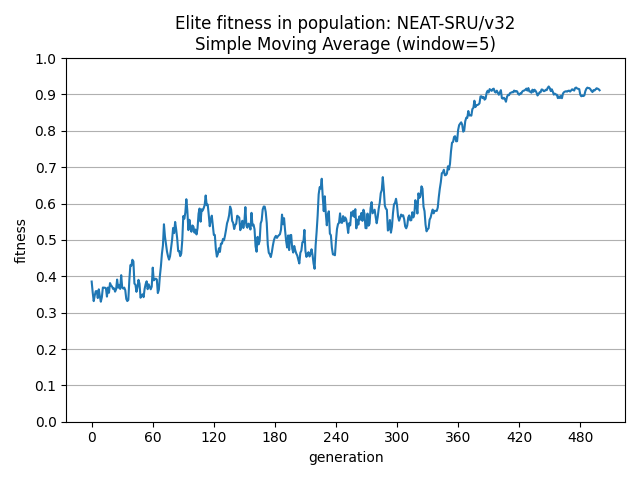 Elite fitness in population: NEAT-SRU/v32
Simple Moving Average (window=5)
1.0
0.9
0.8
0.7
0.6
0.5
0.4
0.3
0.2
0.1
0.0
fitness
0 60 120 180 240 300 360 420 480
generation